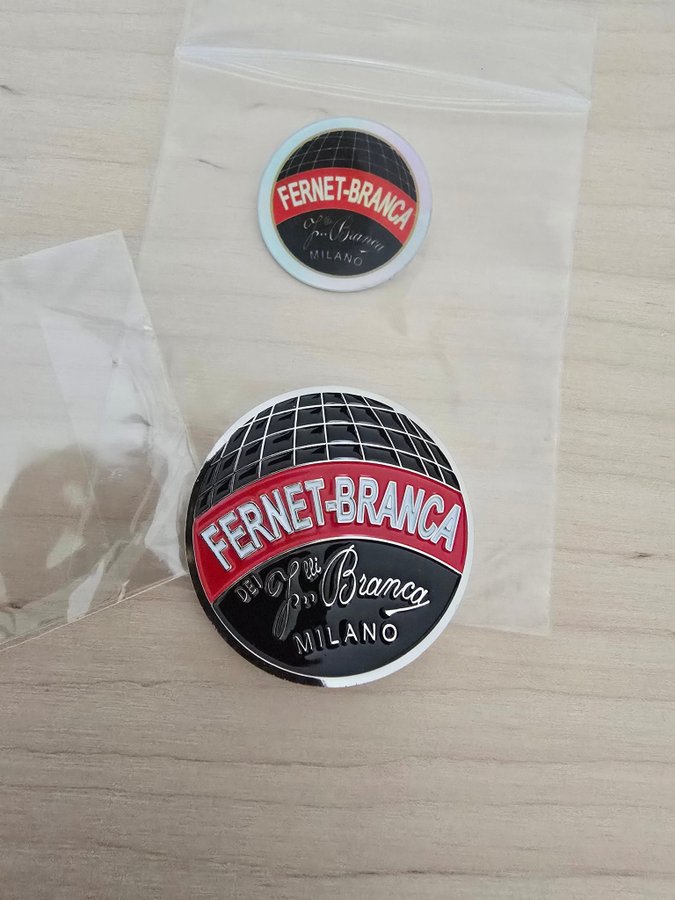 FERNET-BRANCA
F.lli Branca
MILANO
FERNET-BRANCA
DEI F.lli Branca
MILANO